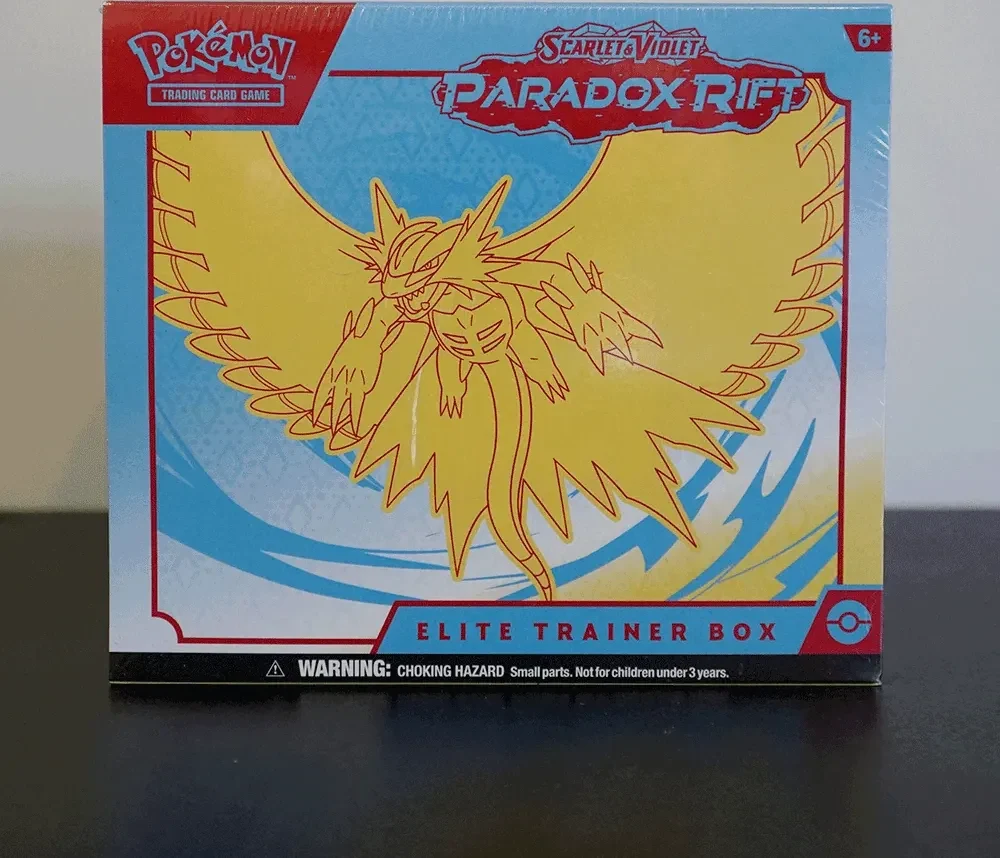 POKéMON
TM
TRADING CARD GAME
SCARLET & VIOLET
PARADOX RIFT
6+
ELITE TRAINER BOX
⚠ WARNING: CHOKING HAZARD Small parts. Not for children under 3 years.